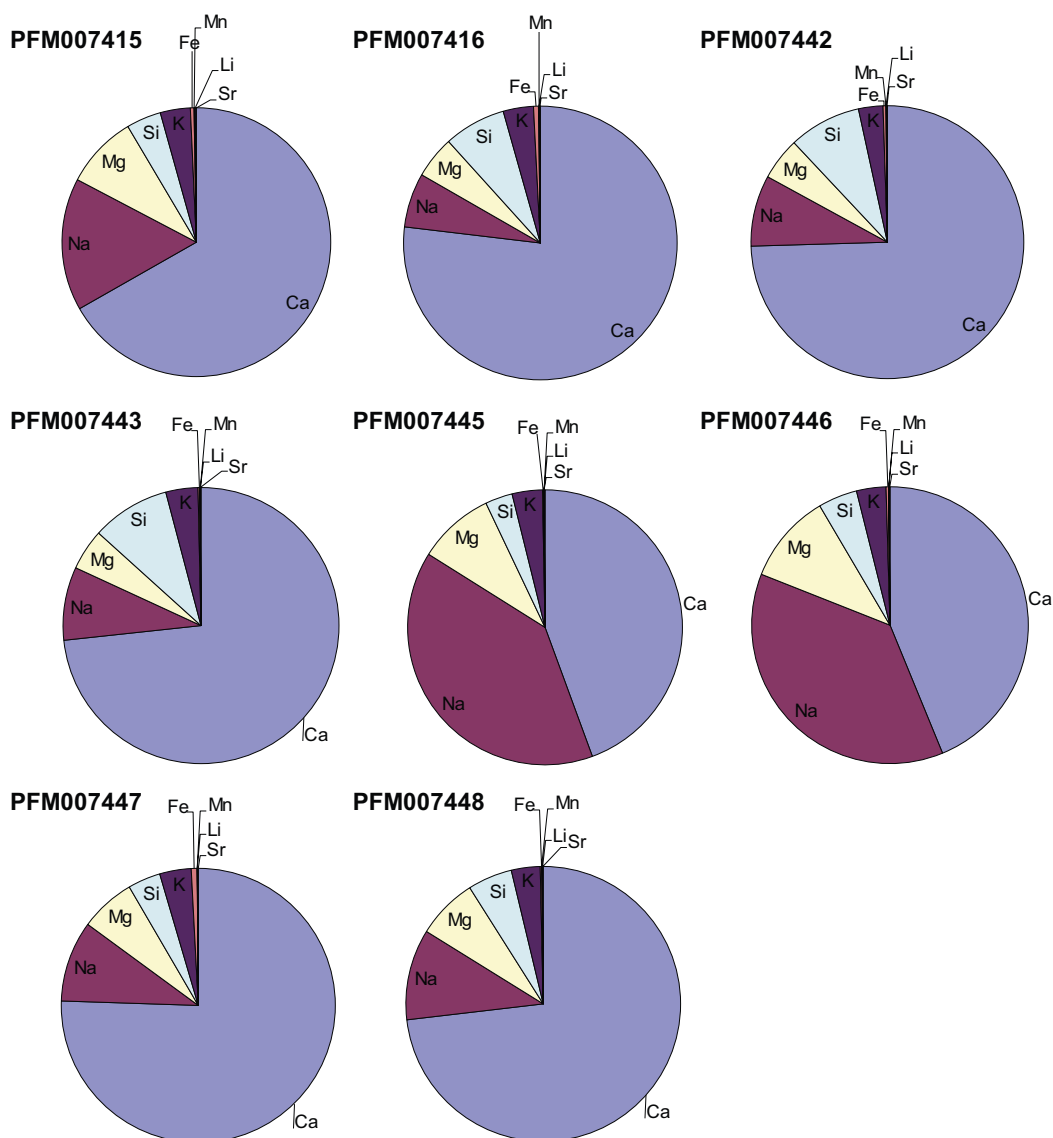 PFM007415
Mn
Fe
Li
Sr
K
Si
Mg
Na
Ca
PFM007416
Mn
Li
Fe
Sr
K
Si
Mg
Na
Ca
PFM007442
Li
Mn
Sr
Fe
K
Si
Mg
Na
Ca
PFM007443
Fe
Mn
Li
Sr
K
Si
Mg
Na
Ca
PFM007445
Fe
Mn
Li
Sr
K
Si
Mg
Ca
Na
PFM007446
Fe
Mn
Li
Sr
K
Si
Mg
Ca
Na
PFM007447
Fe
Mn
Li
Sr
K
Si
Mg
Na
Ca
PFM007448
Fe
Mn
Li
Sr
K
Si
Mg
Na
Ca